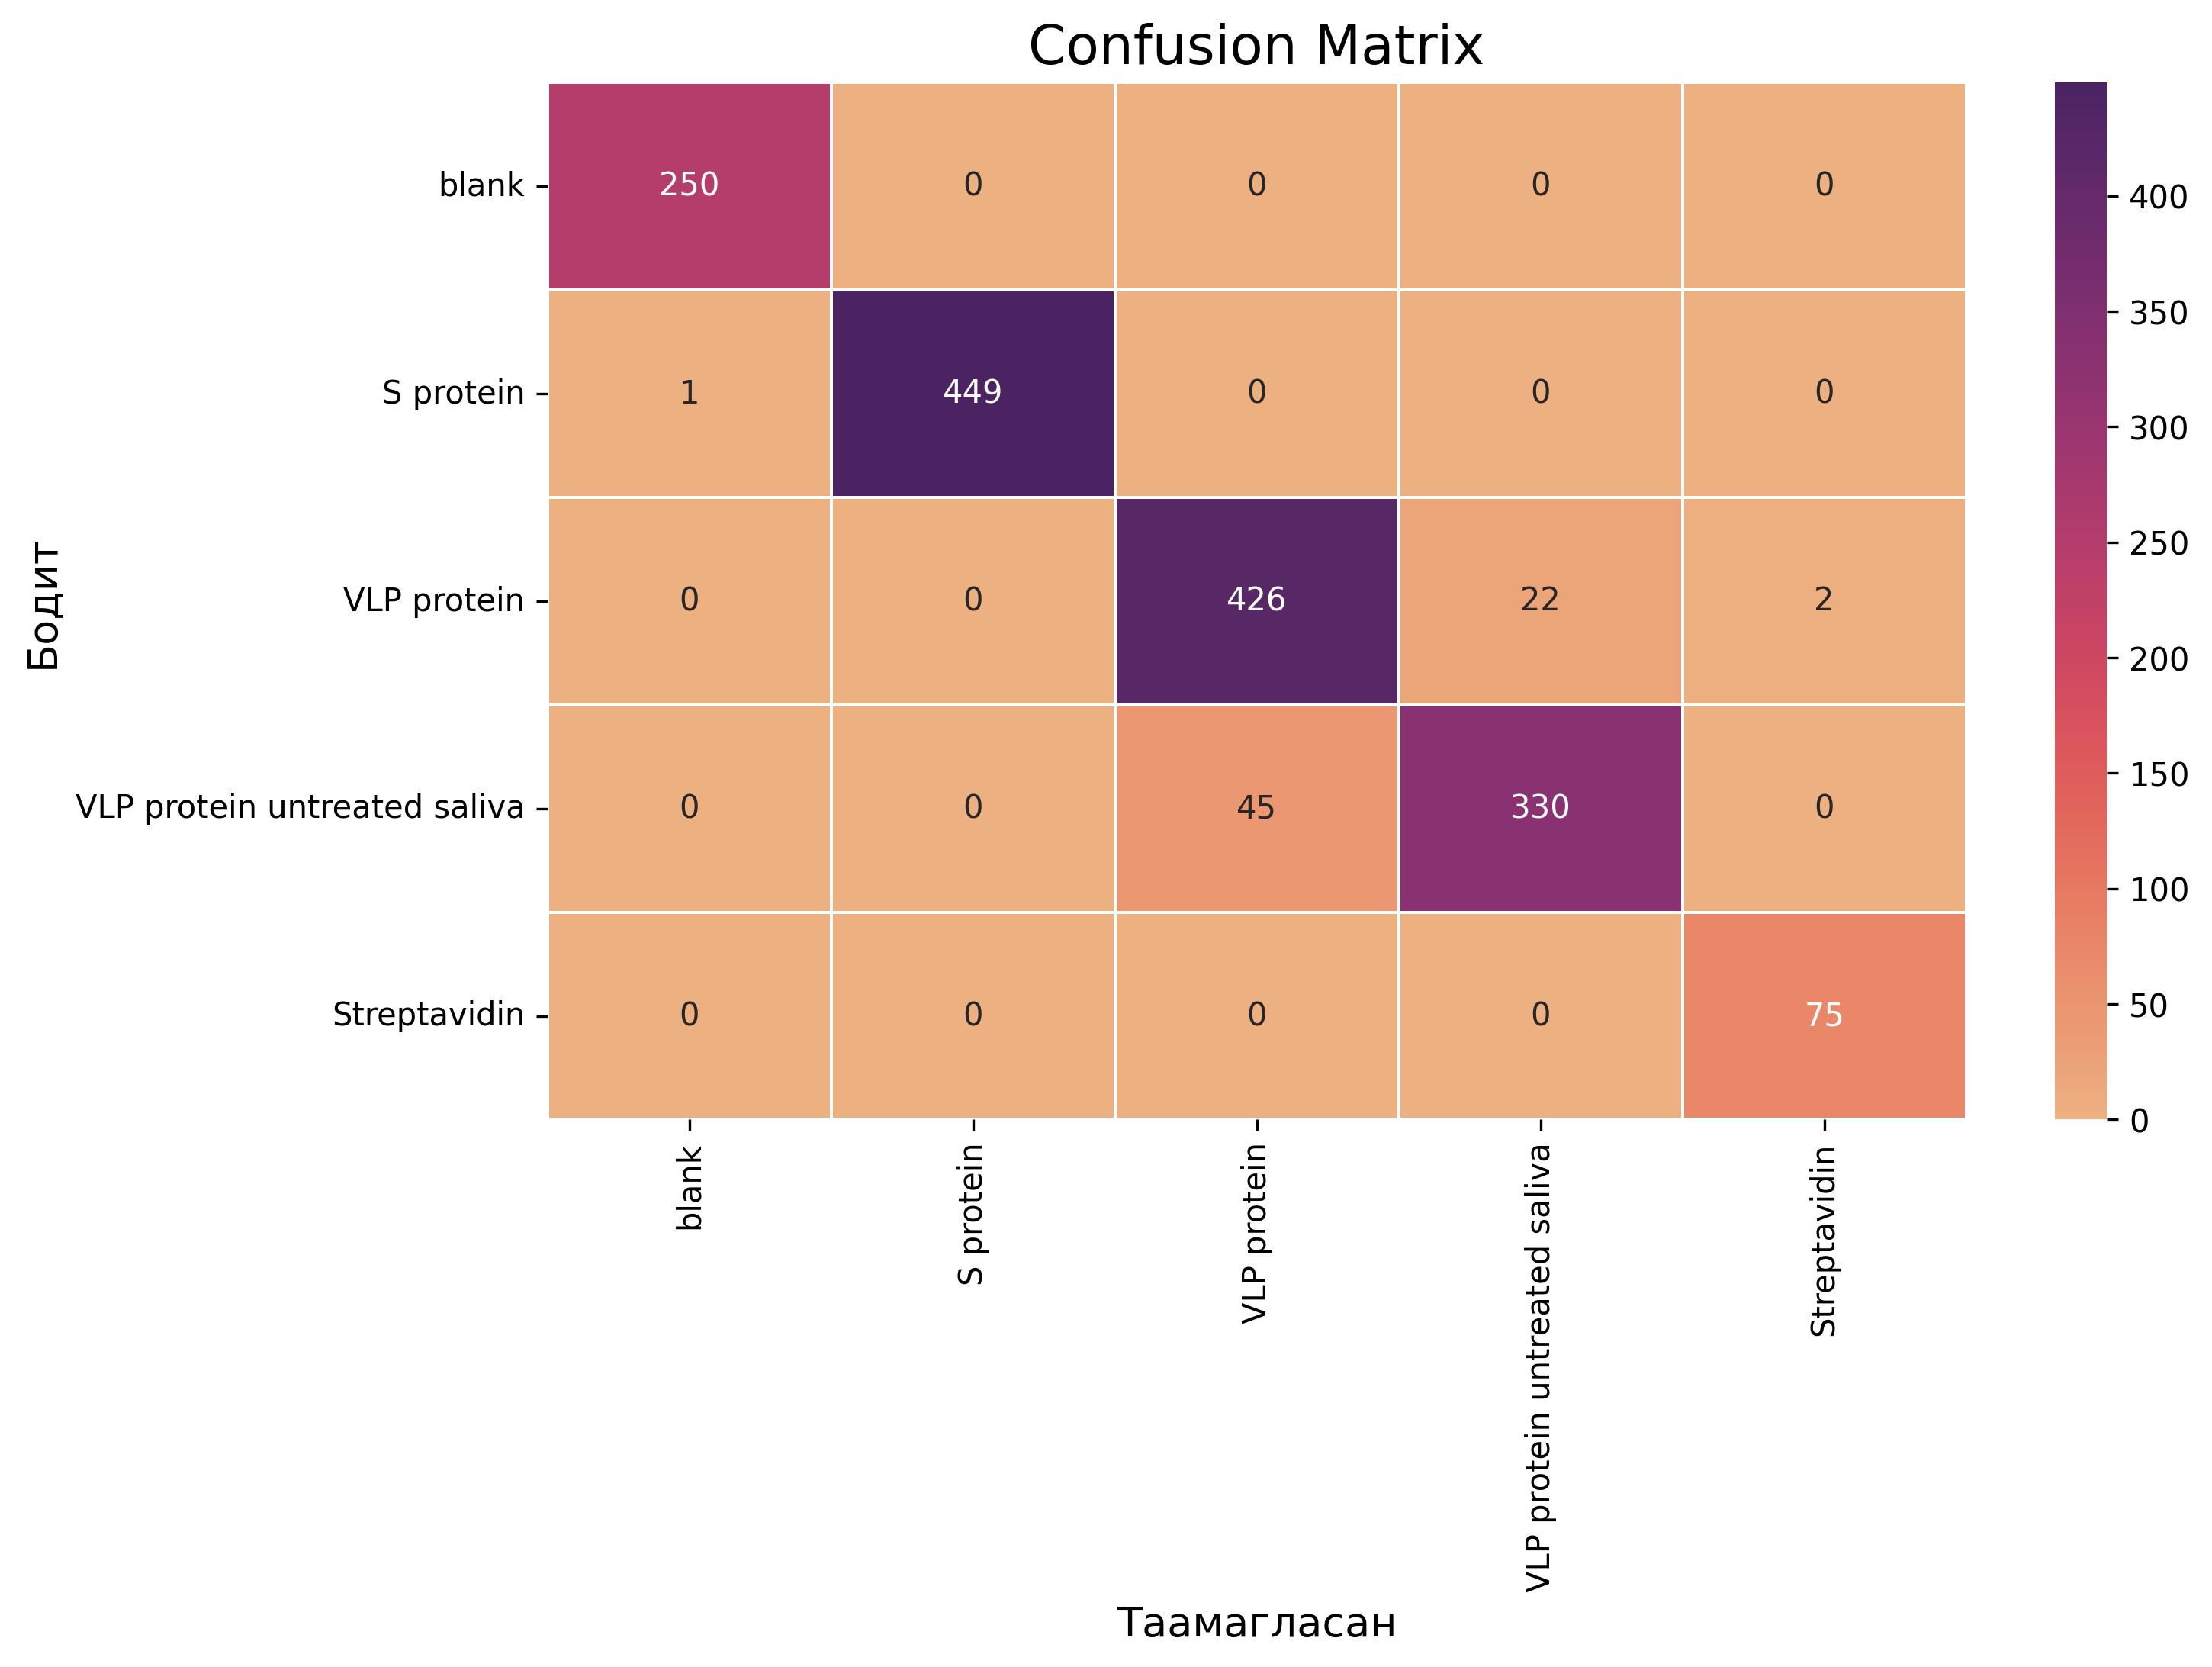 Confusion Matrix
blank 250 0 0 0 0
S protein 1 449 0 0 0
VLP protein 0 0 426 22 2
VLP protein untreated saliva 0 0 45 330 0
Streptavidin 0 0 0 0 75
blank
S protein
VLP protein
VLP protein untreated saliva
Streptavidin
Бодит
Таамагласан
400
350
300
250
200
150
100
50
0